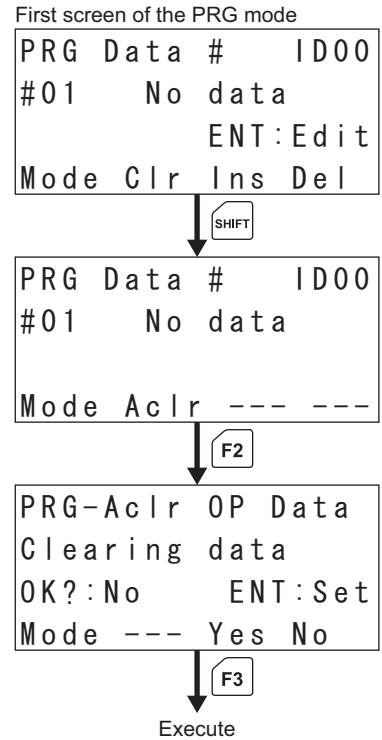 First screen of the PRG mode
PRG Data # ID00
#01 No data
ENT:Edit
Mode Clr Ins Del
SHIFT
PRG Data # ID00
#01 No data
Mode Aclr --- ---
F2
PRG-Aclr OP Data
Clearing data
OK?:No ENT:Set
Mode --- Yes No
F3
Execute